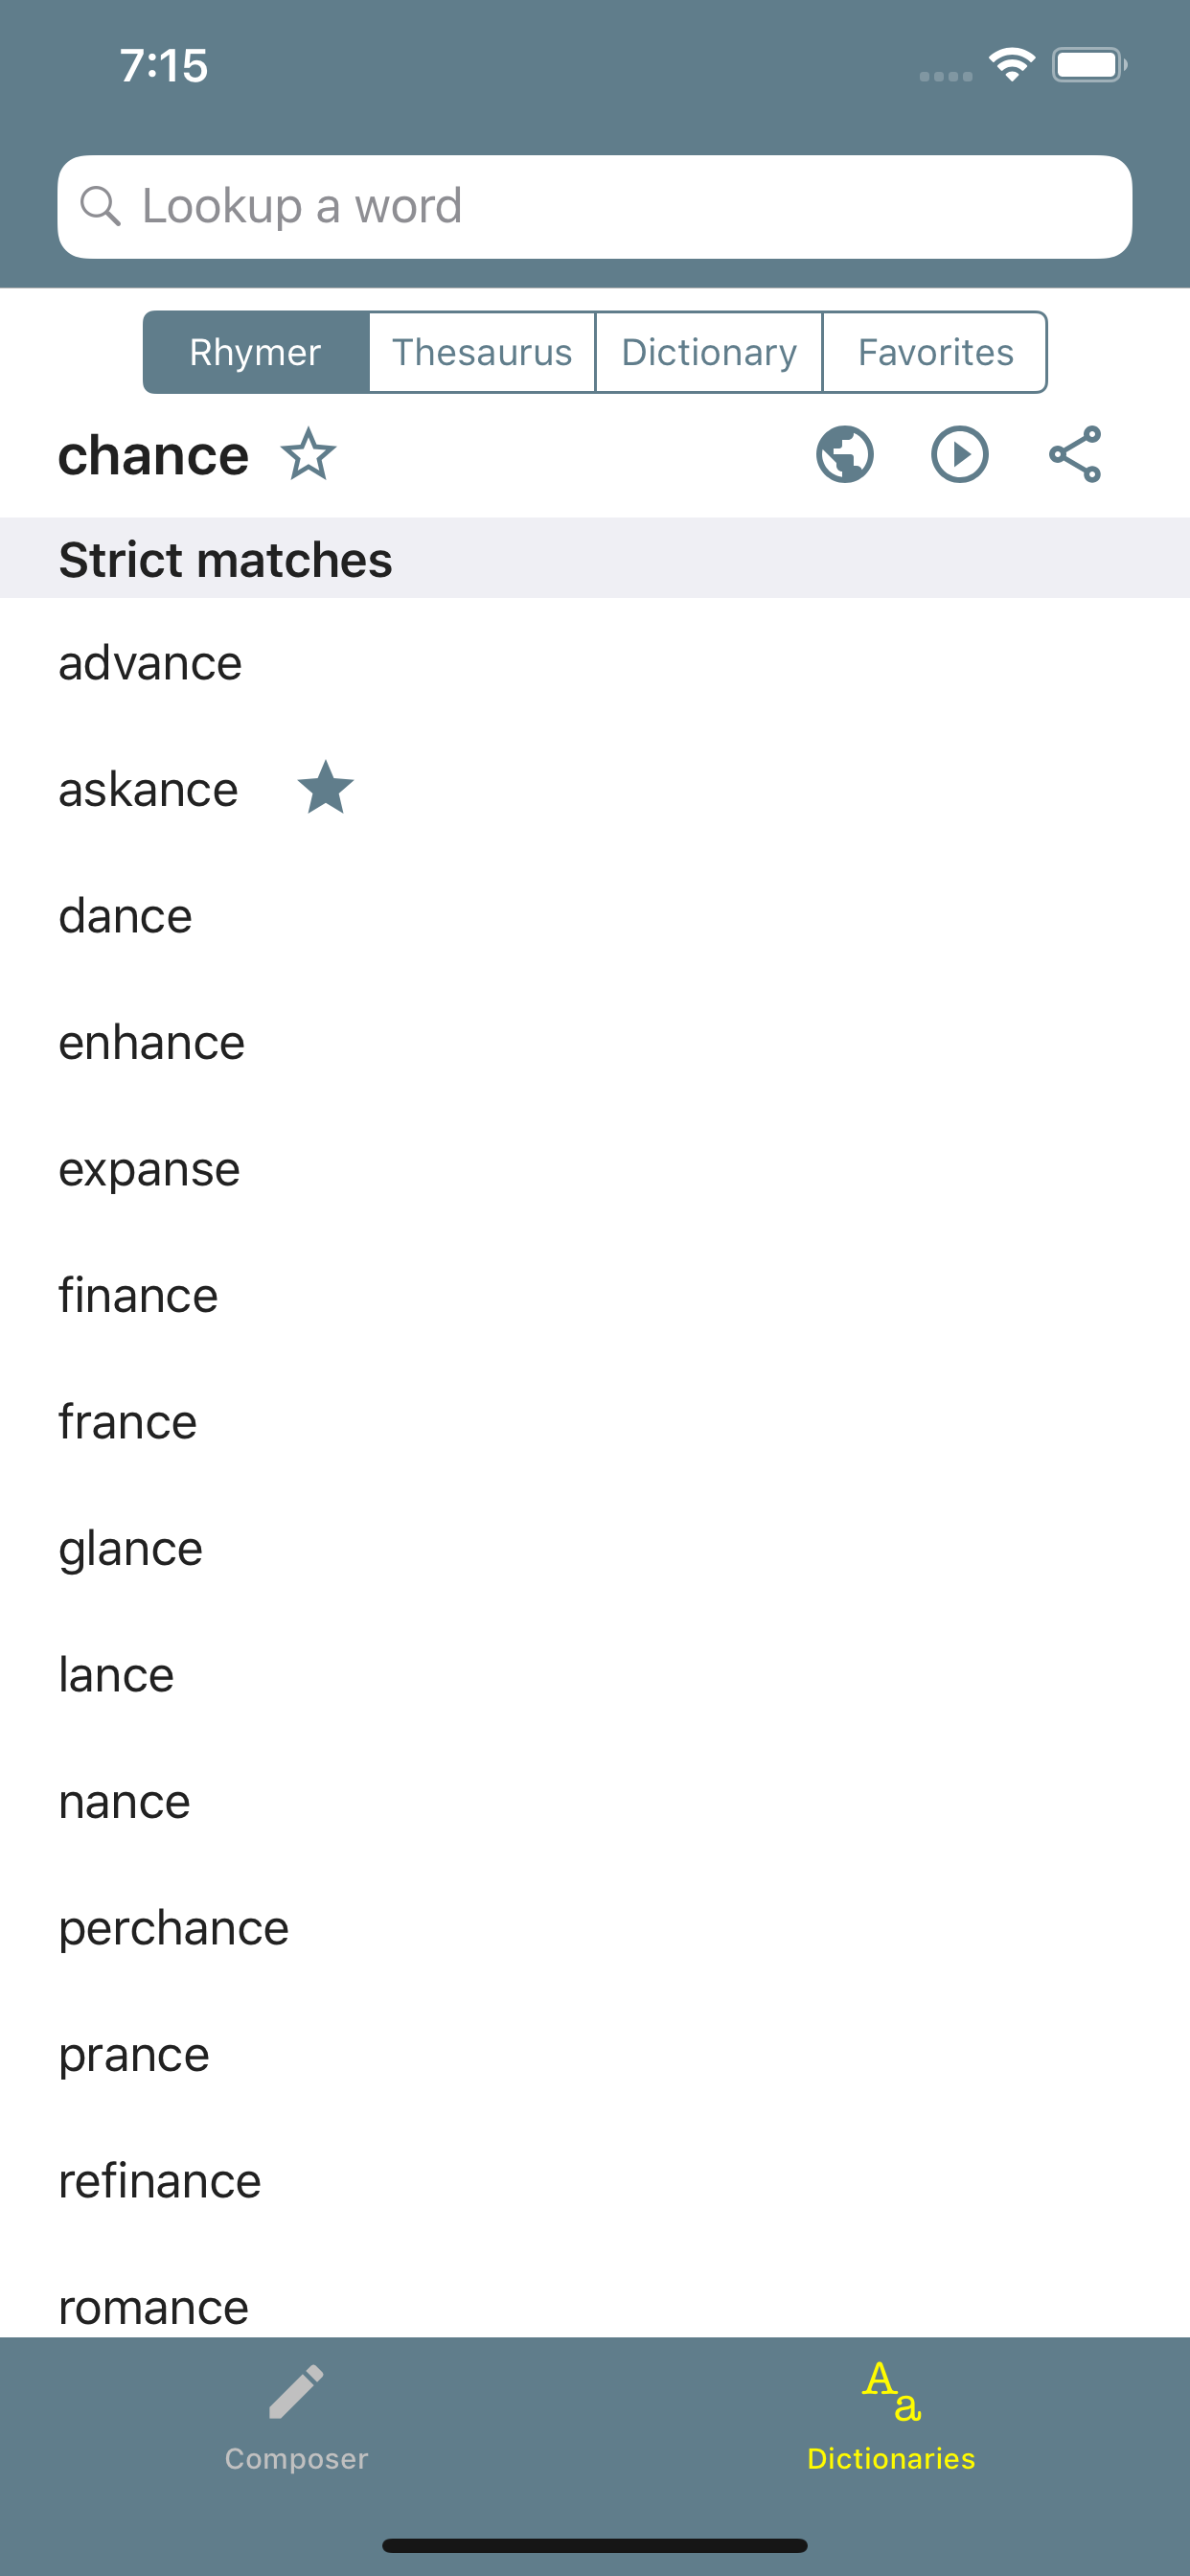 7:15
Lookup a word
Rhymer Thesaurus Dictionary Favorites
chance
Strict matches
advance
askance
dance
enhance
expanse
finance
france
glance
lance
nance
perchance
prance
refinance
romance
Aa
Composer Dictionaries